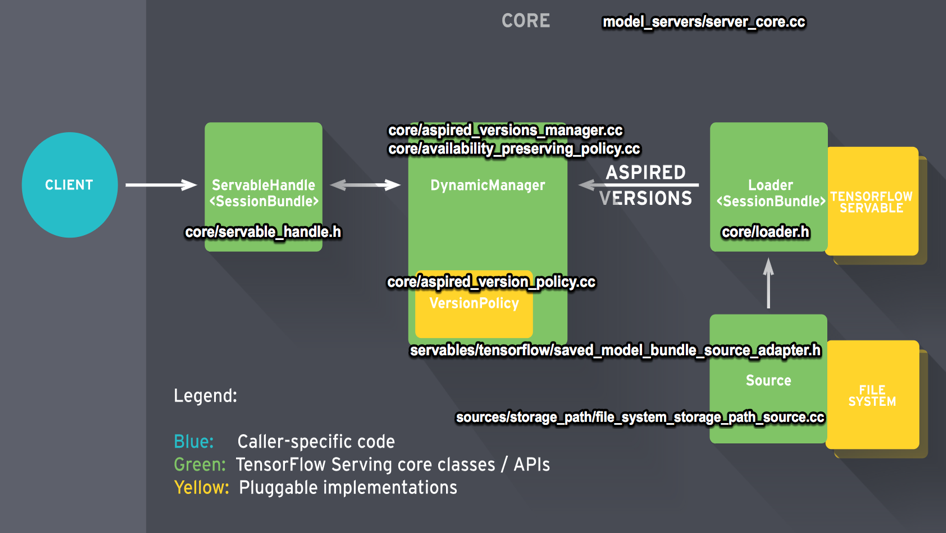 CORE
model_servers/server_core.cc
CLIENT
ServableHandle
<SessionBundle>
core/servable_handle.h
core/aspired_versions_manager.cc
core/availability_preserving_policy.cc
DynamicManager
core/aspired_version_policy.cc
VersionPolicy
ASPIRED
VERSIONS
Loader
<SessionBundle>
core/loader.h
TENSORFLOW
SERVABLE
servables/tensorflow/saved_model_bundle_source_adapter.h
Source
sources/storage_path/file_system_storage_path_source.cc
FILE
SYSTEM
Legend:
Blue: Caller-specific code
Green: TensorFlow Serving core classes / APIs
Yellow: Pluggable implementations